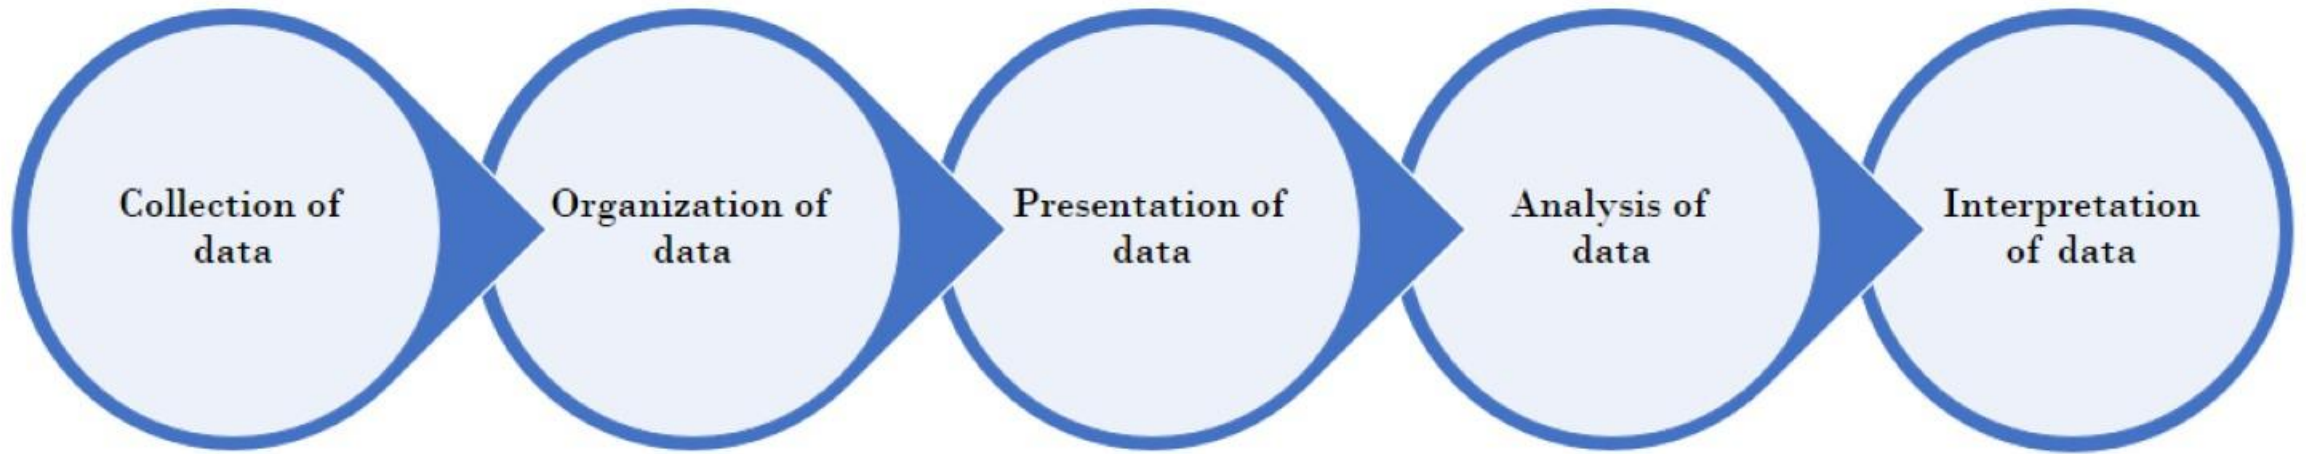 Collection of
data
Organization of
data
Presentation of
data
Analysis of
data
Interpretation
of data